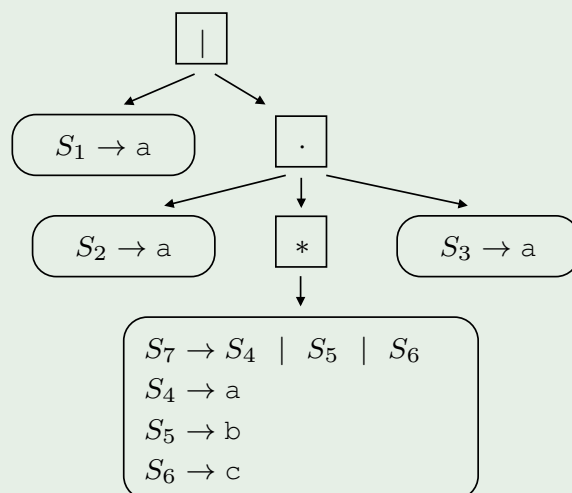 |
S₁ → a
.
S₂ → a
*
S₃ → a
S₇ → S₄ | S₅ | S₆
S₄ → a
S₅ → b
S₆ → c